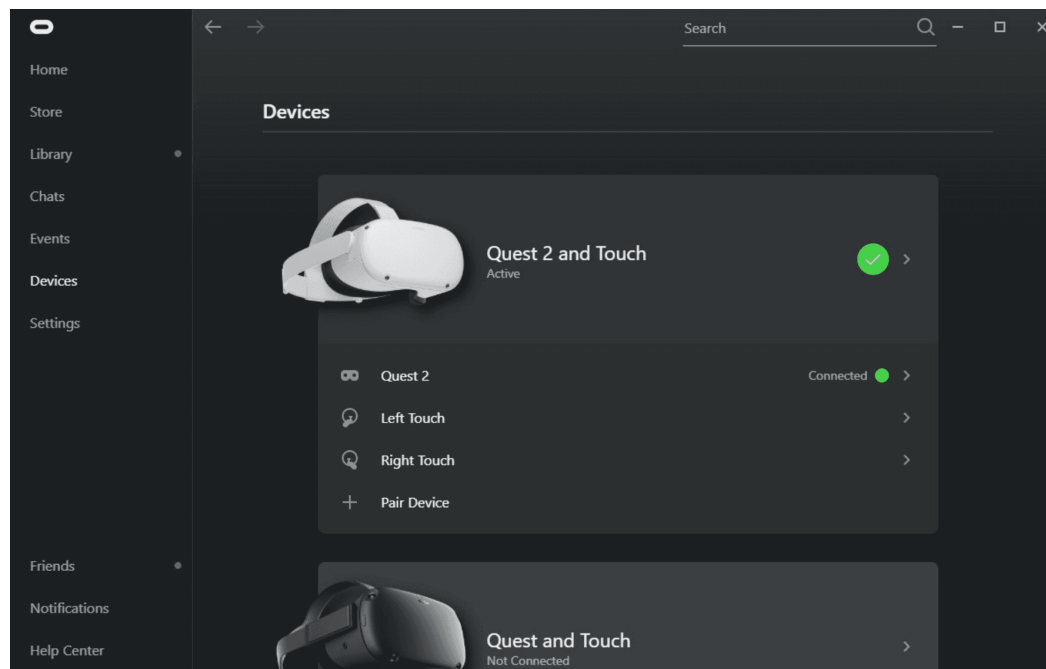 Search
Home
Store
Library
Chats
Events
Devices
Settings
Friends
Notifications
Help Center
Devices
Quest 2 and Touch
Active
Quest 2
Connected
Left Touch
Right Touch
Pair Device
Quest and Touch
Not Connected